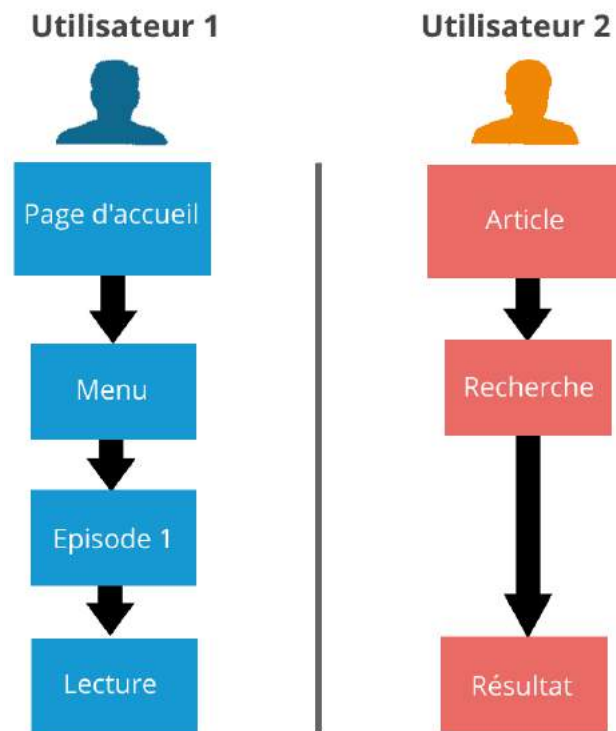 Utilisateur 1
Page d'accueil
Menu
Episode 1
Lecture
Utilisateur 2
Article
Recherche
Résultat